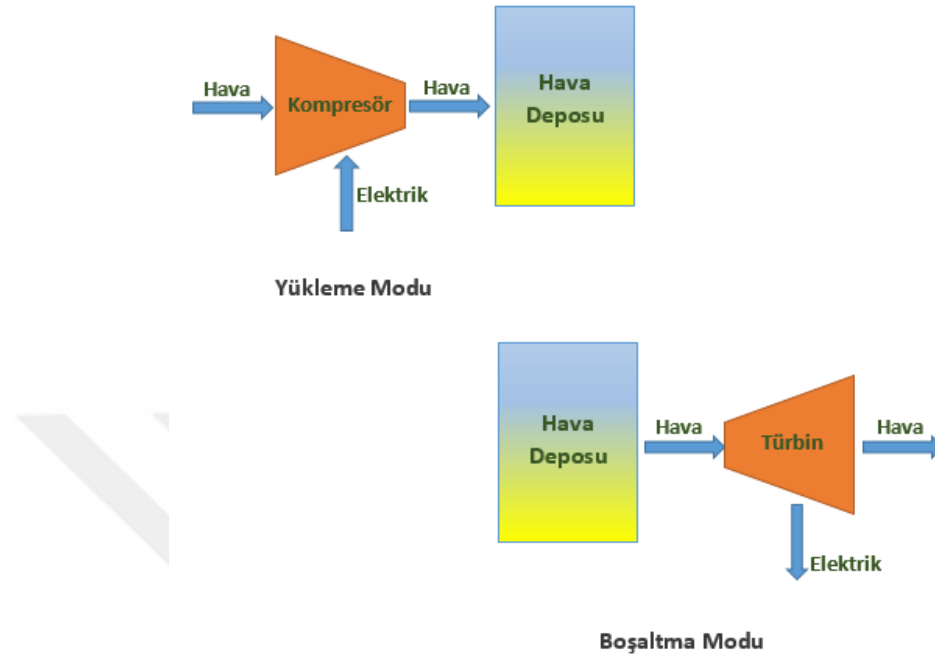 Hava
Kompresör
Hava
Hava
Deposu
Elektrik
Yükleme Modu
Hava
Deposu
Hava
Türbin
Hava
Elektrik
Boşaltma Modu